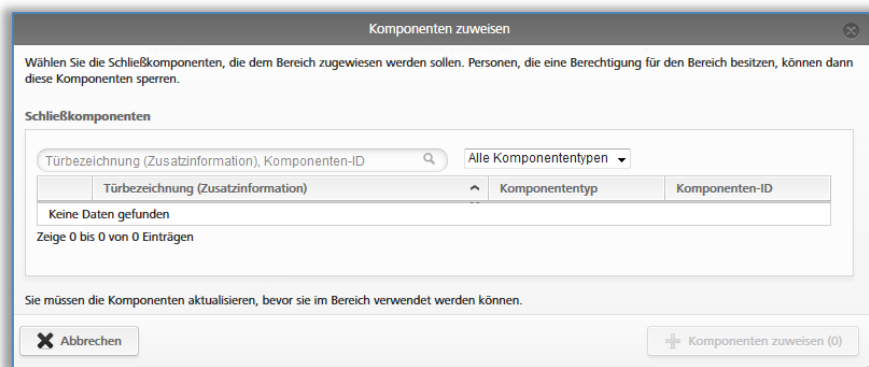 Komponenten zuweisen
Wählen Sie die Schließkomponenten, die dem Bereich zugewiesen werden sollen. Personen, die eine Berechtigung für den Bereich besitzen, können dann
diese Komponenten sperren.
Schließkomponenten
Türbezeichnung (Zusatzinformation), Komponenten-ID
Alle Komponententypen
Türbezeichnung (Zusatzinformation) Komponententyp Komponenten-ID
Keine Daten gefunden
Zeige 0 bis 0 von 0 Einträgen
Sie müssen die Komponenten aktualisieren, bevor sie im Bereich verwendet werden können.
Abbrechen
Komponenten zuweisen (0)